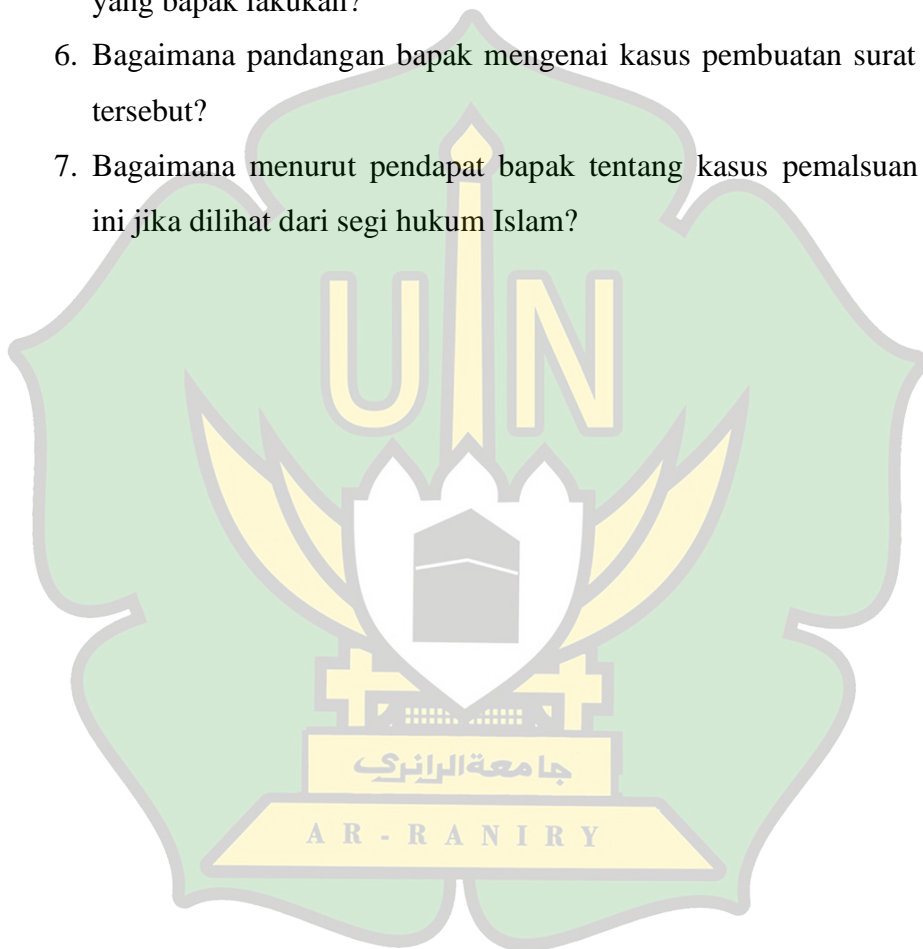 yang bapak lakukan?
6. Bagaimana pandangan bapak mengenai kasus pembuatan surat
tersebut?
7. Bagaimana menurut pendapat bapak tentang kasus pemalsuan
ini jika dilihat dari segi hukum Islam?
UIN
جامعة الرانري
AR-RANIRY